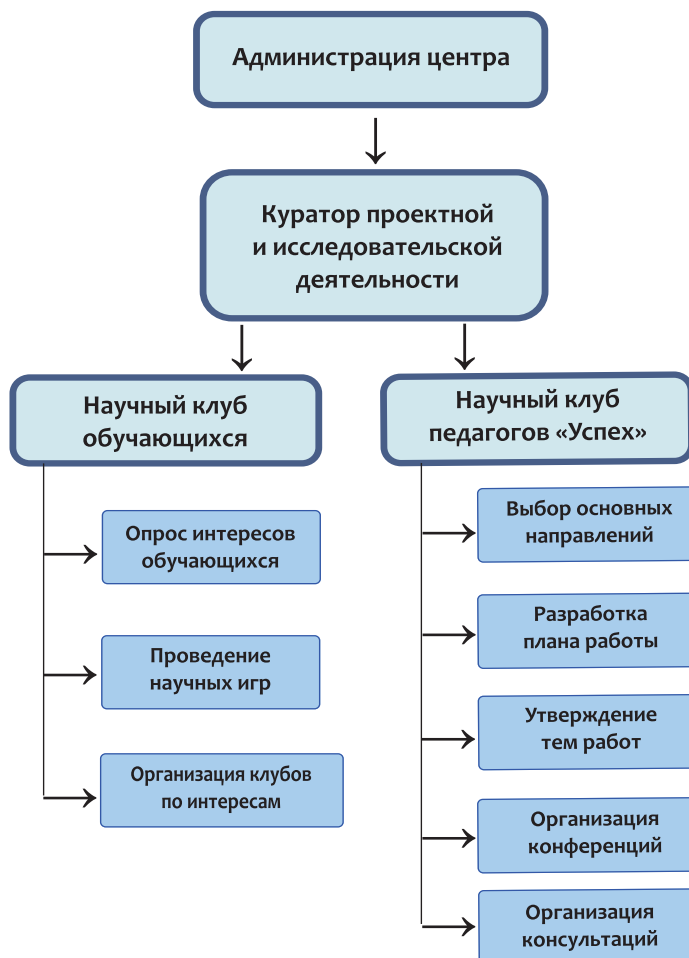 Администрация центра
Куратор проектной
и исследовательской
деятельности
Научный клуб
обучающихся
Опрос интересов
обучающихся
Проведение
научных игр
Организация клубов
по интересам
Научный клуб
педагогов «Успех»
Выбор основных
направлений
Разработка
плана работы
Утверждение
тем работ
Организация
конференций
Организация
консультаций